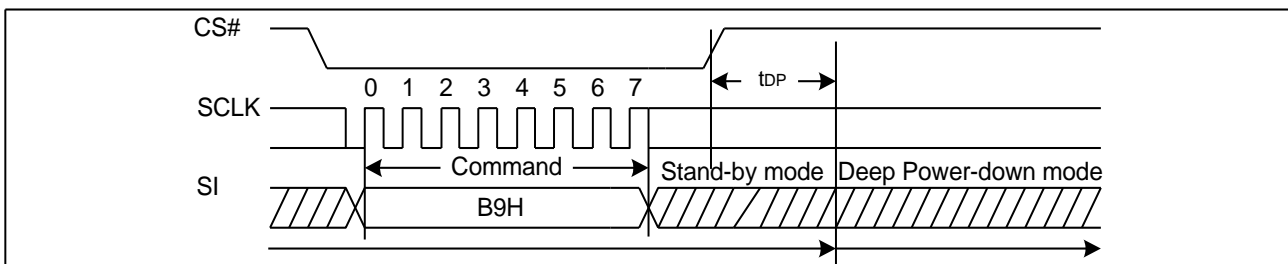 CS#
tDP
0 1 2 3 4 5 6 7
SCLK
Command
Stand-by mode
Deep Power-down mode
SI
B9H